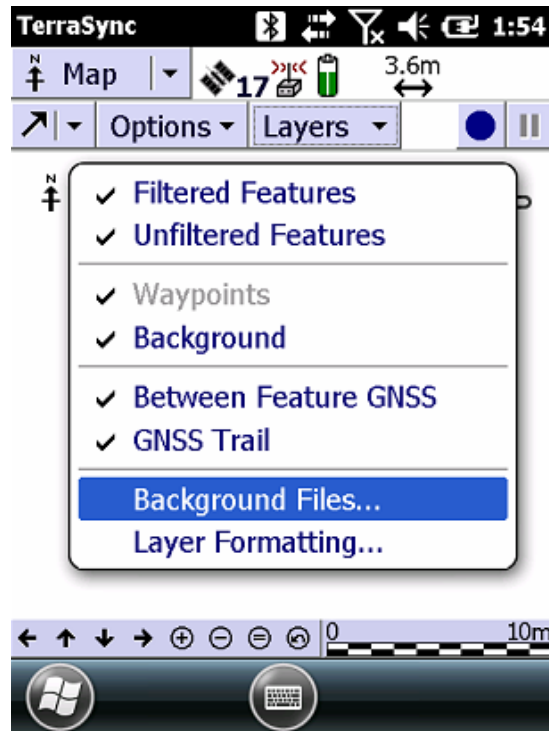 TerraSync 1:54
N Map 17 3.6m
Options Layers
N
Filtered Features
Unfiltered Features
Waypoints
Background
Between Feature GNSS
GNSS Trail
Background Files...
Layer Formatting...
0 10m